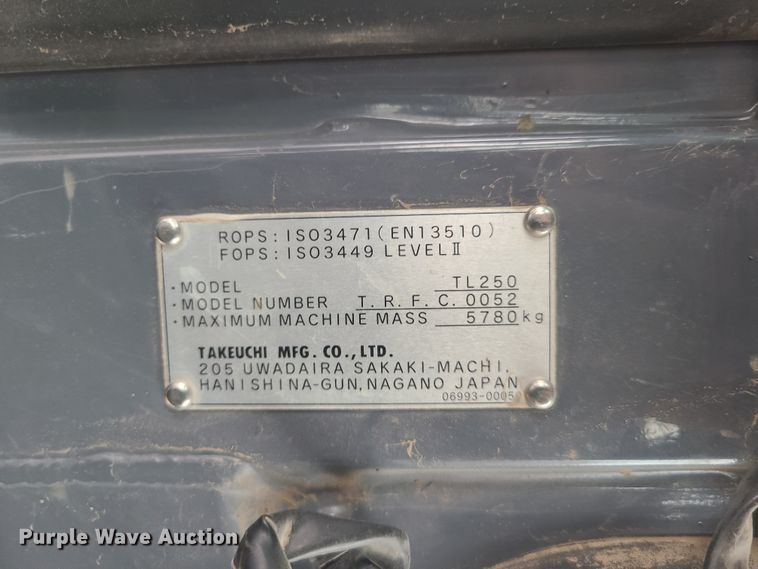 ROPS: ISO3471(EN13510)
FOPS: ISO3449 LEVELⅡ
·MODEL TL250
·MODEL NUMBER T.R.F.C.0052
·MAXIMUM MACHINE MASS 5780kg
TAKEUCHI MFG. CO.,LTD.
205 UWADAIRA SAKAKI-MACHI,
HANISHINA-GUN,NAGANO JAPAN
06993-0005
Purple Wave Auction